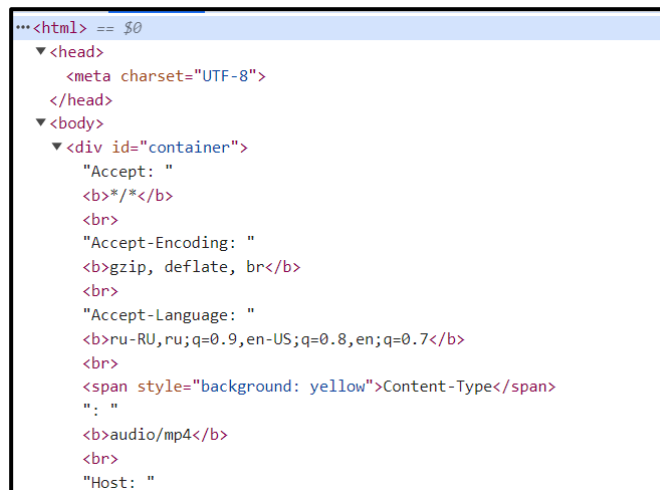 ···<html> == $0
▼<head>
<meta charset="UTF-8">
</head>
▼<body>
▼<div id="container">
"Accept: "
<b>*/*</b>
<br>
"Accept-Encoding: "
<b>gzip, deflate, br</b>
<br>
"Accept-Language: "
<b>ru-RU,ru;q=0.9,en-US;q=0.8,en;q=0.7</b>
<br>
<span style="background: yellow">Content-Type</span>
": "
<b>audio/mp4</b>
<br>
"Host: "